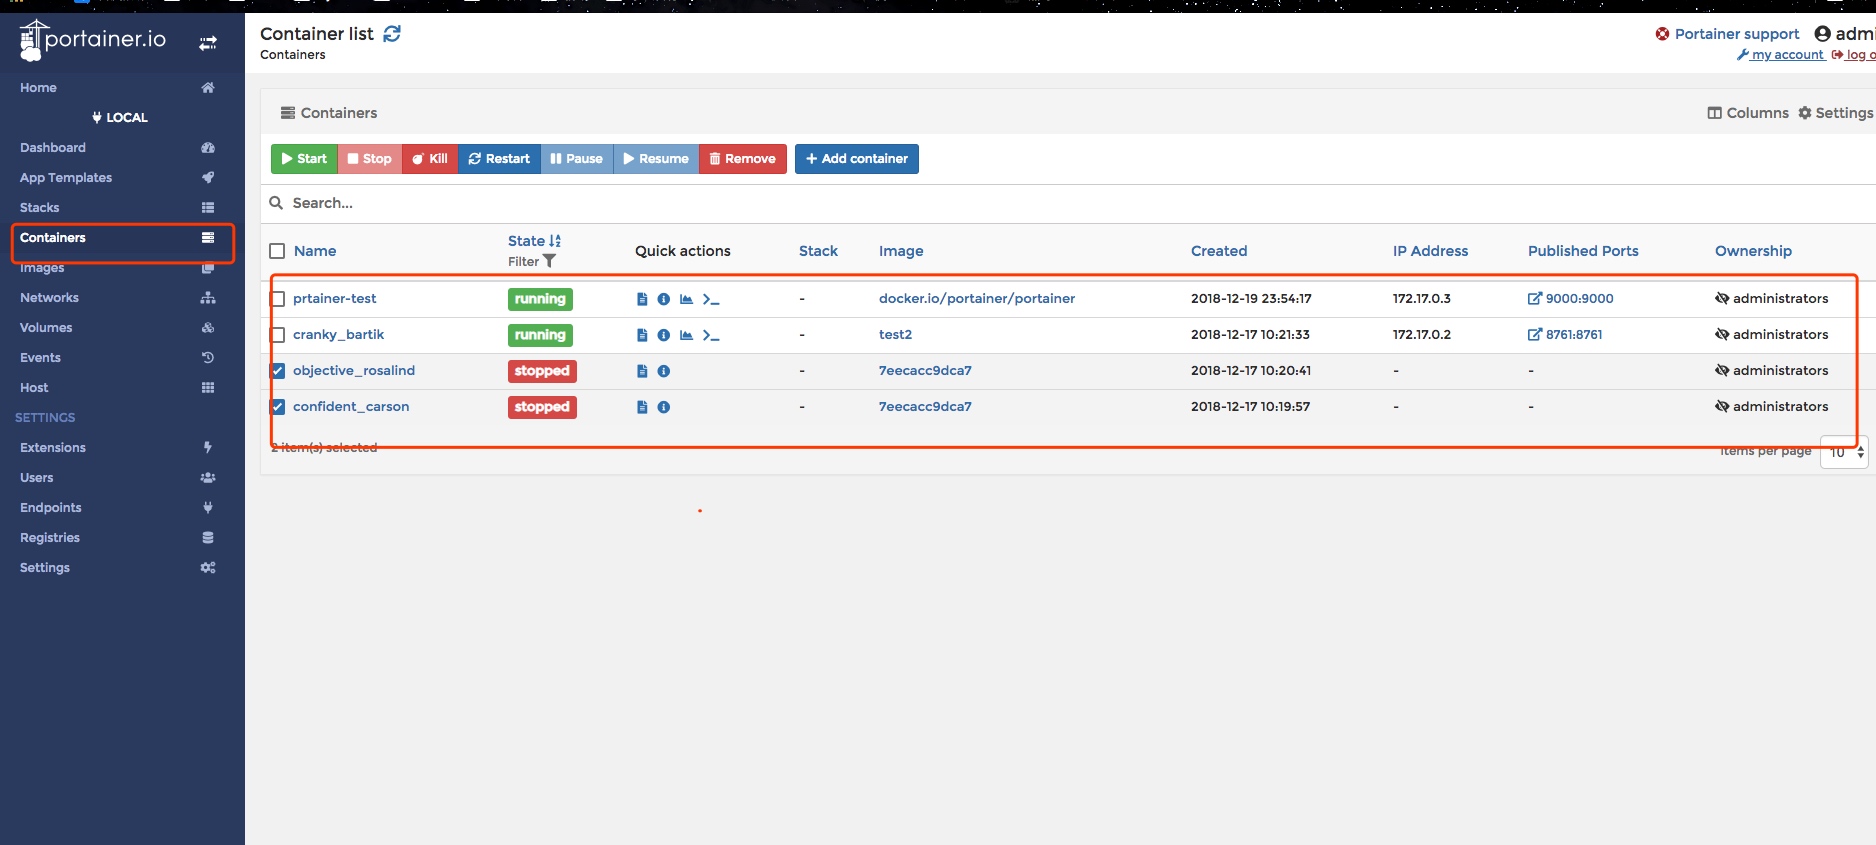 portainer.io
Home
LOCAL
Dashboard
App Templates
Stacks
Containers
Images
Networks
Volumes
Events
Host
SETTINGS
Extensions
Users
Endpoints
Registries
Settings
Container list
Containers
Portainer support admi
my account log o
Containers
Columns Settings
Start Stop Kill Restart Pause Resume Remove Add container
Search...
Name State Filter Quick actions Stack Image Created IP Address Published Ports Ownership
prtainer-test running - docker.io/portainer/portainer 2018-12-19 23:54:17 172.17.0.3 9000:9000 administrators
cranky_bartik running - test2 2018-12-17 10:21:33 172.17.0.2 8761:8761 administrators
objective_rosalind stopped - 7eecacc9dca7 2018-12-17 10:20:41 - - administrators
confident_carson stopped - 7eecacc9dca7 2018-12-17 10:19:57 - - administrators
2 item(s) selected
Items per page 10